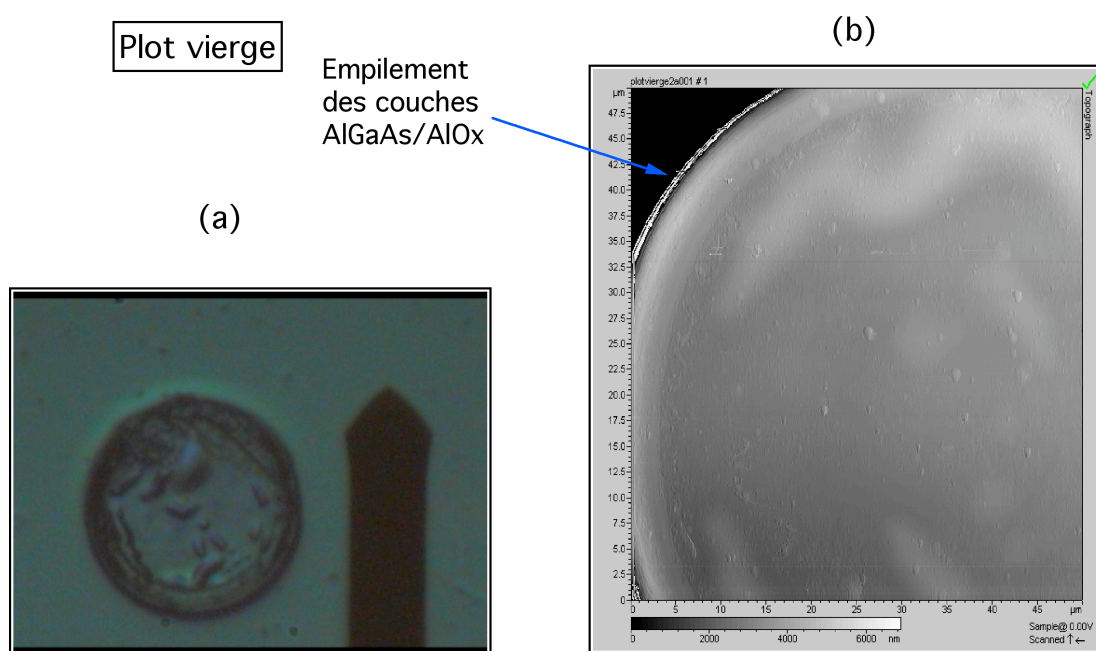 Plot vierge
Empilement
des couches
AlGaAs/AlOx
(a)
(b)
plotvierge2a001 # 1
Topograph
µm
47.5
45.0
42.5
40.0
37.5
35.0
32.5
30.0
27.5
25.0
22.5
20.0
17.5
15.0
12.5
10.0
7.5
5.0
2.5
0
0 5 10 15 20 25 30 35 40 45 µm
0 2000 4000 6000 nm
Sample@ 0.00V
Scanned ↑←